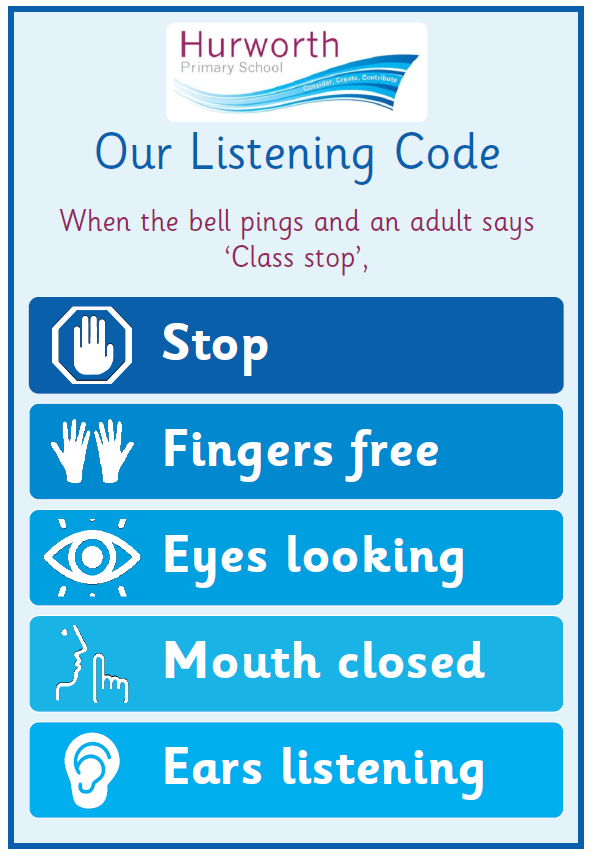 Hurworth
Primary School
Consider, Create, Contribute
Our Listening Code
When the bell pings and an adult says
‘Class stop’,
Stop
Fingers free
Eyes looking
Mouth closed
Ears listening